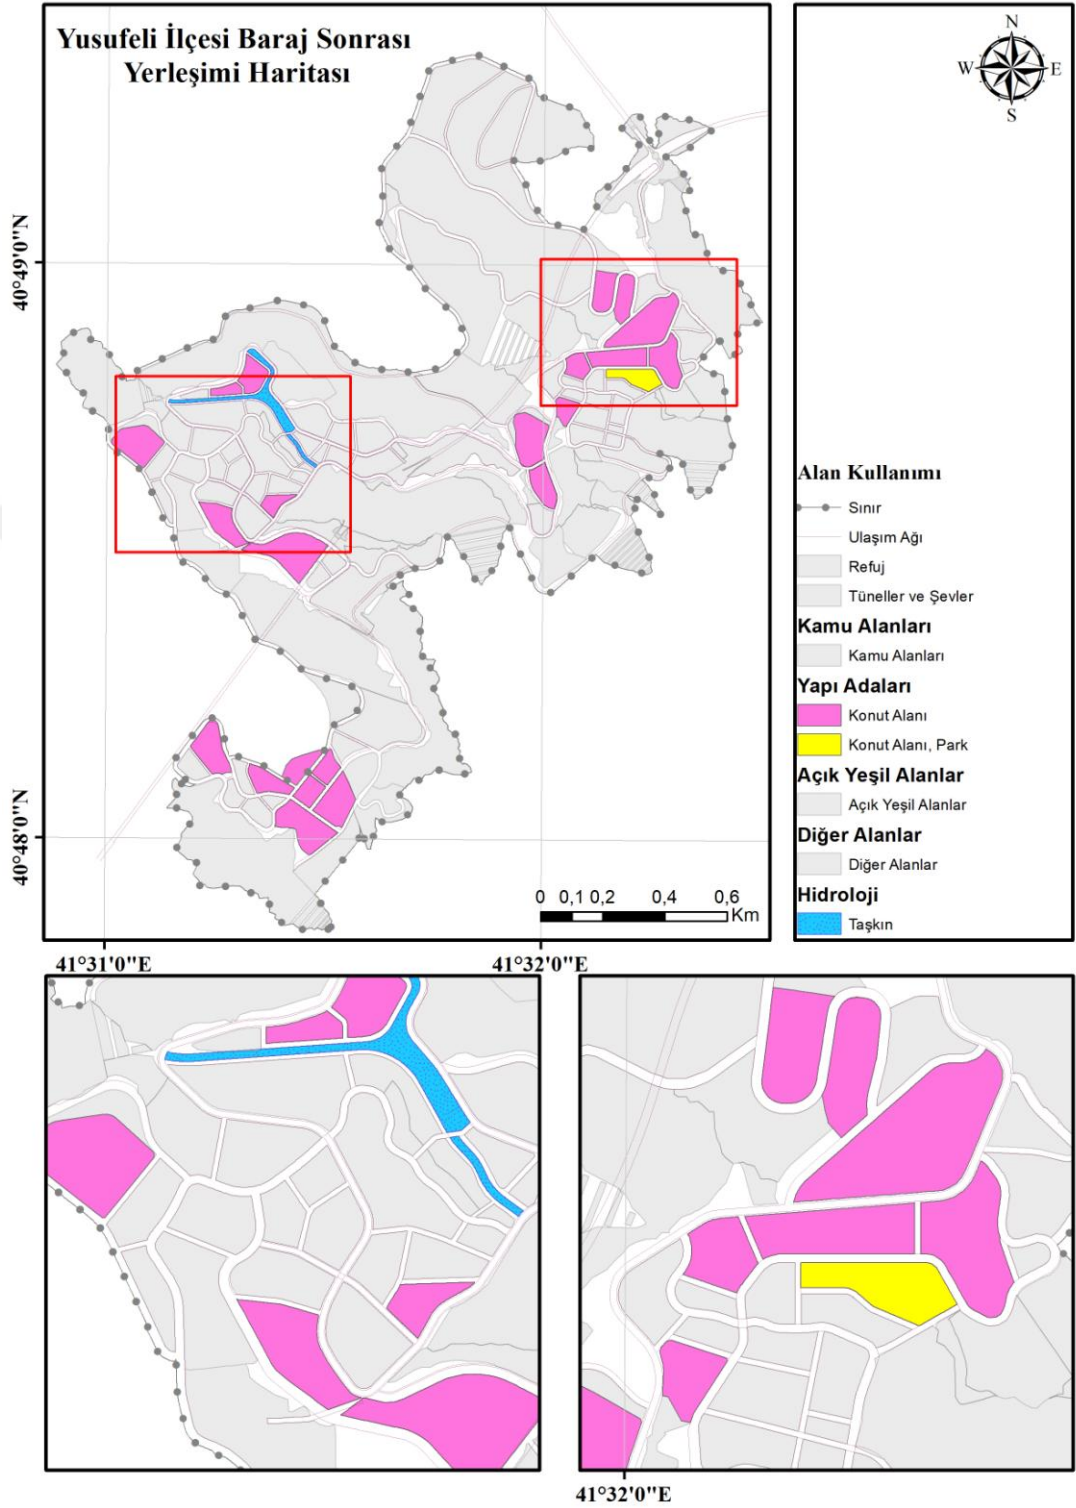 Yusufeli İlçesi Baraj Sonrası
Yerleşimi Haritası
N
W E
S
40°49'0"N
40°48'0"N
41°31'0"E
41°32'0"E
0 0,1 0,2 0,4 0,6
Km
Alan Kullanımı
Sınır
Ulaşım Ağı
Refuj
Tüneller ve Şevler
Kamu Alanları
Kamu Alanları
Yapı Adaları
Konut Alanı
Konut Alanı, Park
Açık Yeşil Alanlar
Açık Yeşil Alanlar
Diğer Alanlar
Diğer Alanlar
Hidroloji
Taşkın
41°32'0"E